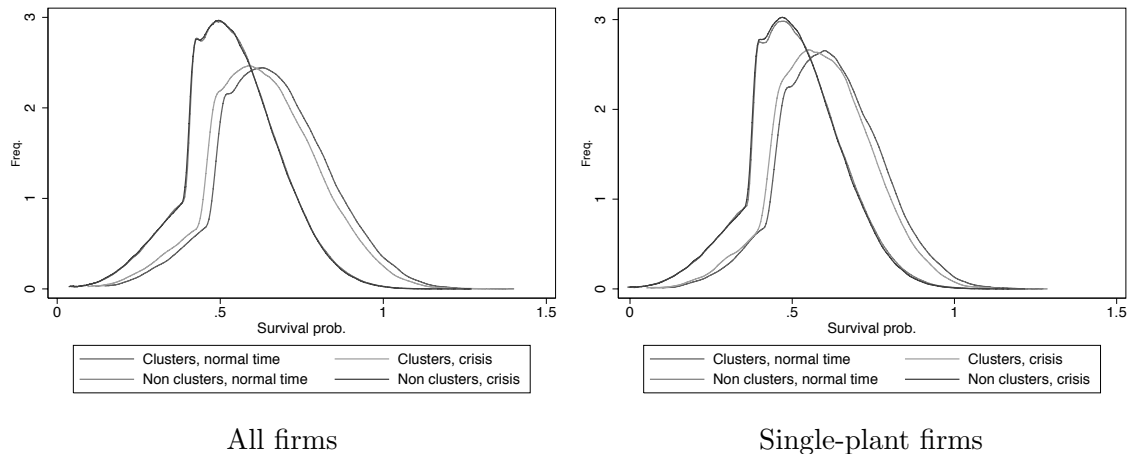 3
2
1
0
Freq.
0
.5
1
1.5
Survival prob.
Clusters, normal time
Clusters, crisis
Non clusters, normal time
Non clusters, crisis
All firms
3
2
1
0
Freq.
0
.5
1
1.5
Survival prob.
Clusters, normal time
Clusters, crisis
Non clusters, normal time
Non clusters, crisis
Single-plant firms